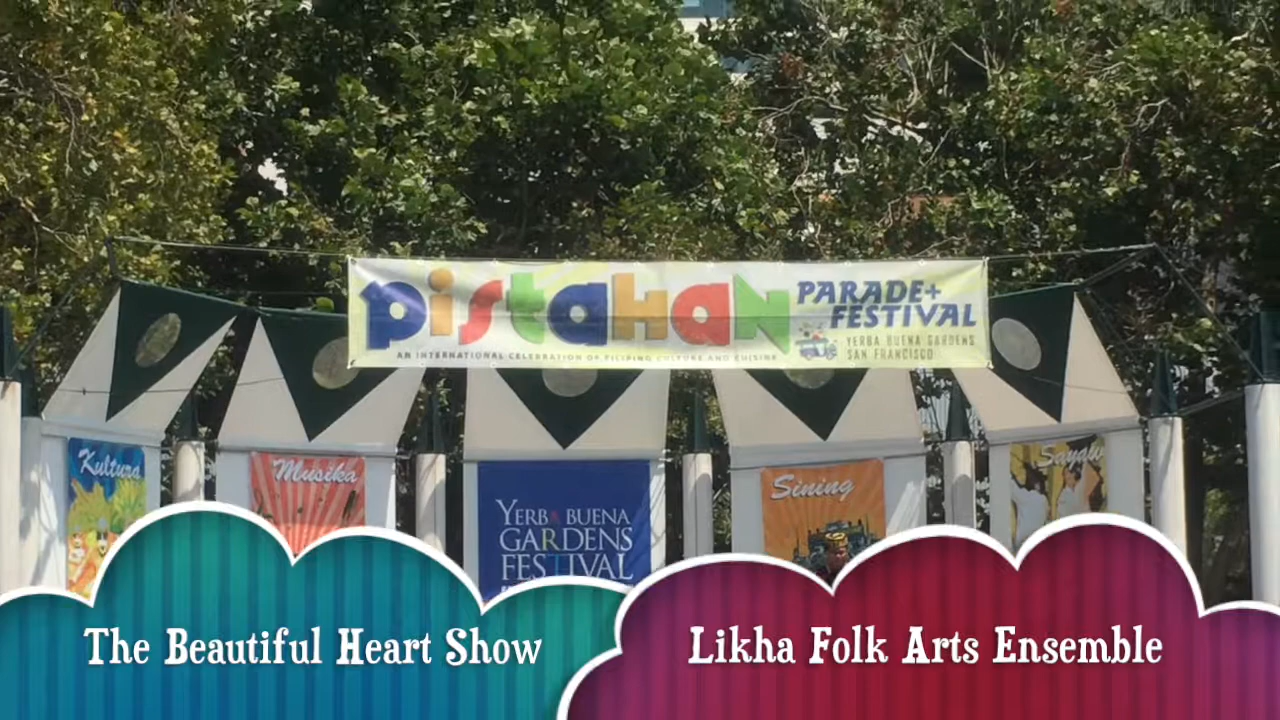 pistahan
PARADE+
FESTIVAL
AN INTERNATIONAL CELEBRATION OF FILIPINO CULTURE AND CUISINE
YERBA BUENA GARDENS
SAN FRANCISCO
Kultura
Musika
YERBA BUENA
GARDENS
FESTIVAL
Sining
Sayaw
The Beautiful Heart Show
Likha Folk Arts Ensemble